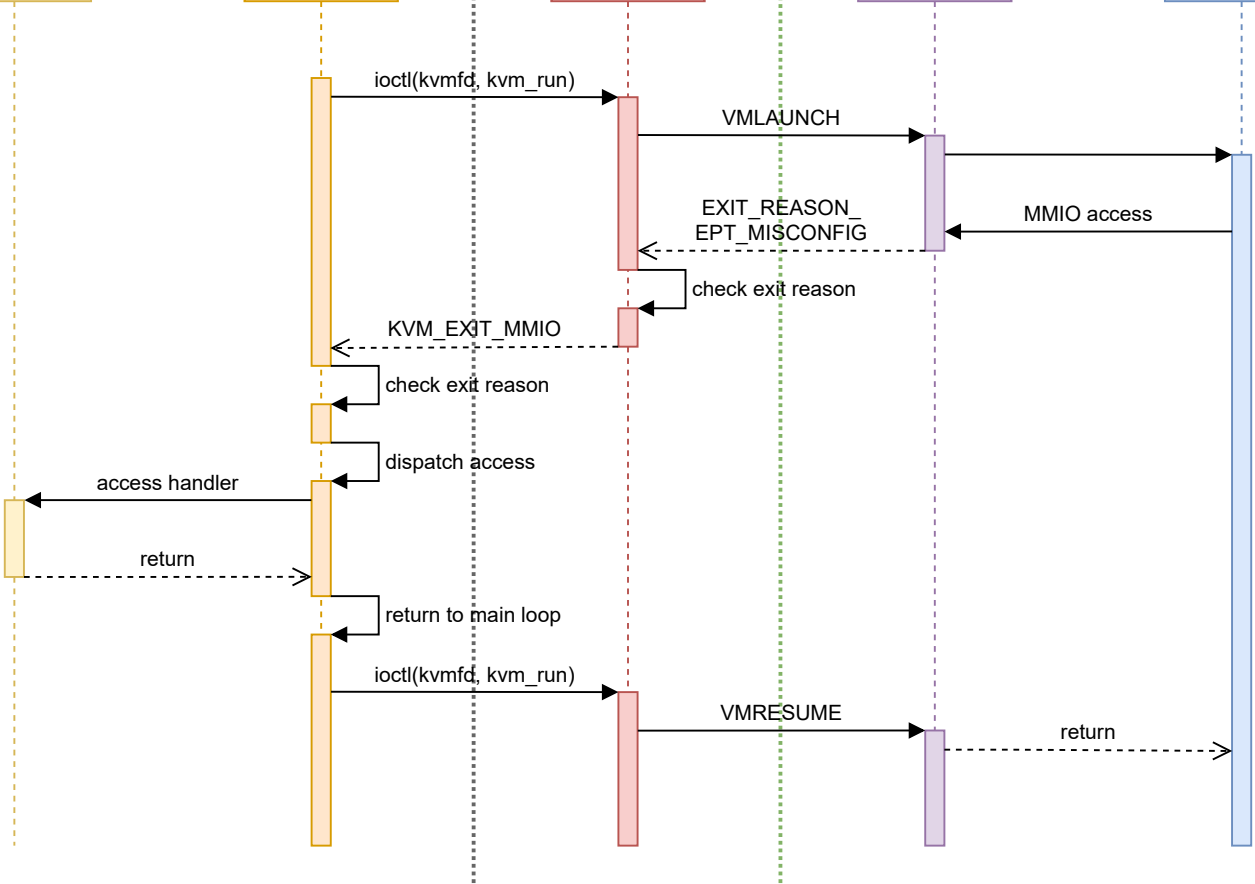 ioctl(kvmfd, kvm_run)
VMLAUNCH
EXIT_REASON_
EPT_MISCONFIG
MMIO access
check exit reason
KVM_EXIT_MMIO
check exit reason
dispatch access
access handler
return
return to main loop
ioctl(kvmfd, kvm_run)
VMRESUME
return